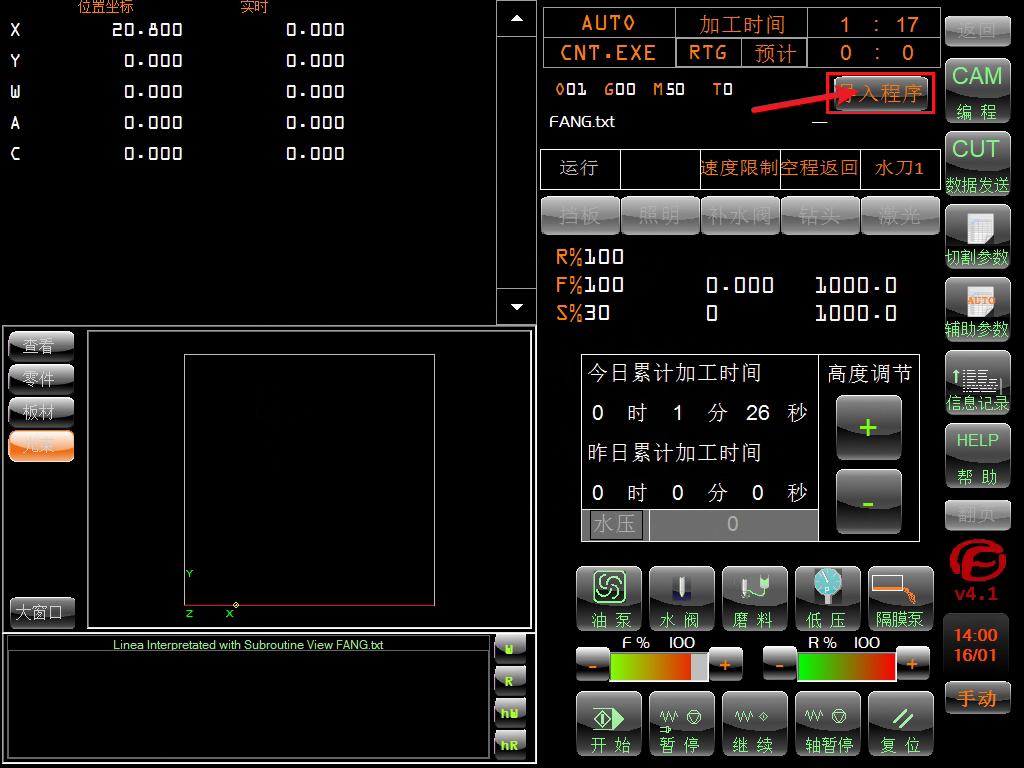 位置坐标 实时
X 20.800 0.000
Y 0.000 0.000
W 0.000 0.000
A 0.000 0.000
C 0.000 0.000
AUTO 加工时间 1 : 17
CNT.EXE RTG 预计 0 : 0
O01 G00 M50 T0
导入程序
FANG.txt
运行 速度限制 空程返回 水刀1
挡板 照明 补水阀 钻头 激光
R%100
F%100 0.000 1000.0
S%30 0 1000.0
查看
零件
板材
光束
大窗口
Y
Z X
今日累计加工时间
0 时 1 分 26 秒
昨日累计加工时间
0 时 0 分 0 秒
水压 0
高度调节
+
-
油泵 水阀 磨料 低压 隔膜泵
F % 100 R % 100
- + - +
开始 暂停 继续 轴暂停 复位
Linea Interpretated with Subroutine View FANG.txt
W
R
hW
hR
返回
CAM
编程
CUT
数据发送
切割参数
AUTO
辅助参数
信息记录
HELP
帮助
翻页
v4.1
14:00
16/01
手动